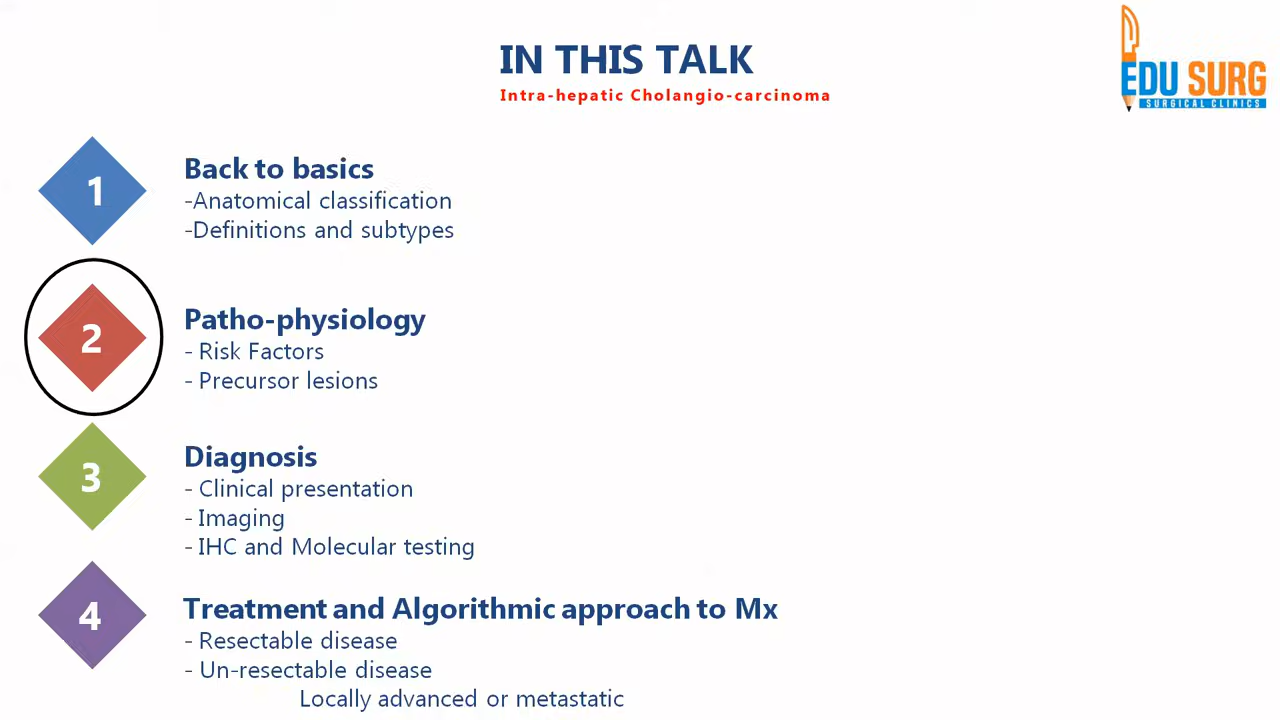 IN THIS TALK
Intra-hepatic Cholangio-carcinoma
EDU SURG
SURGICAL CLINICS
1
Back to basics
-Anatomical classification
-Definitions and subtypes
2
Patho-physiology
- Risk Factors
- Precursor lesions
3
Diagnosis
- Clinical presentation
- Imaging
- IHC and Molecular testing
4
Treatment and Algorithmic approach to Mx
- Resectable disease
- Un-resectable disease
Locally advanced or metastatic